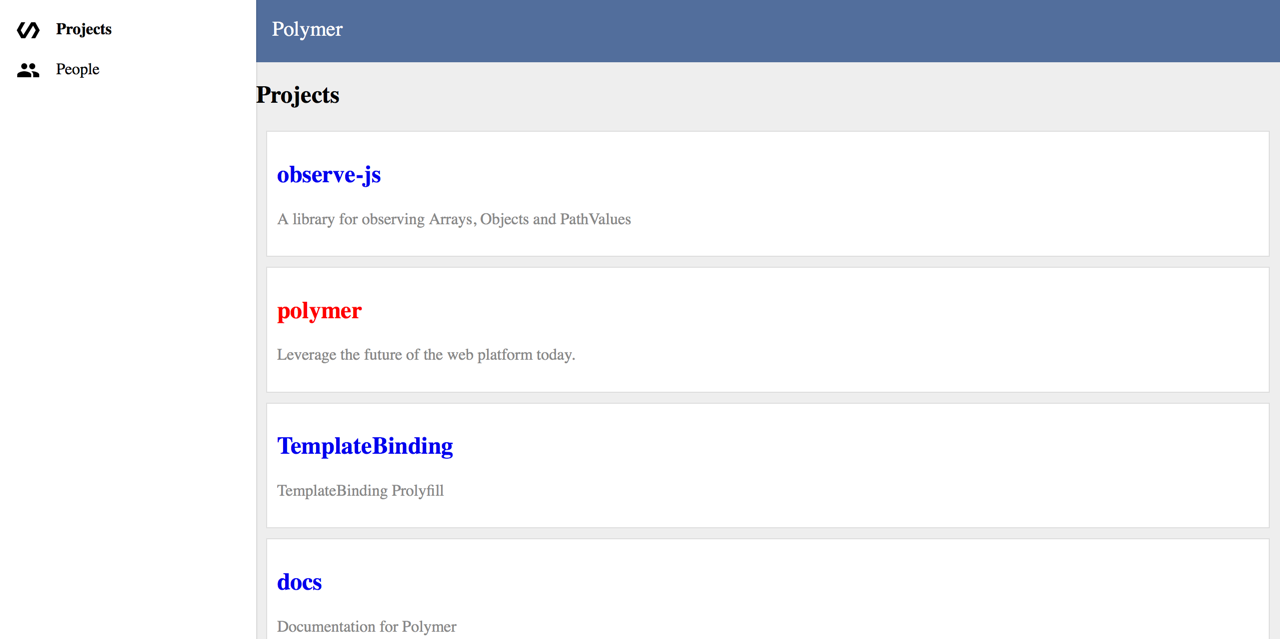 Projects
People
Polymer
Projects
observe-js
A library for observing Arrays, Objects and PathValues
polymer
Leverage the future of the web platform today.
TemplateBinding
TemplateBinding Prolyfill
docs
Documentation for Polymer